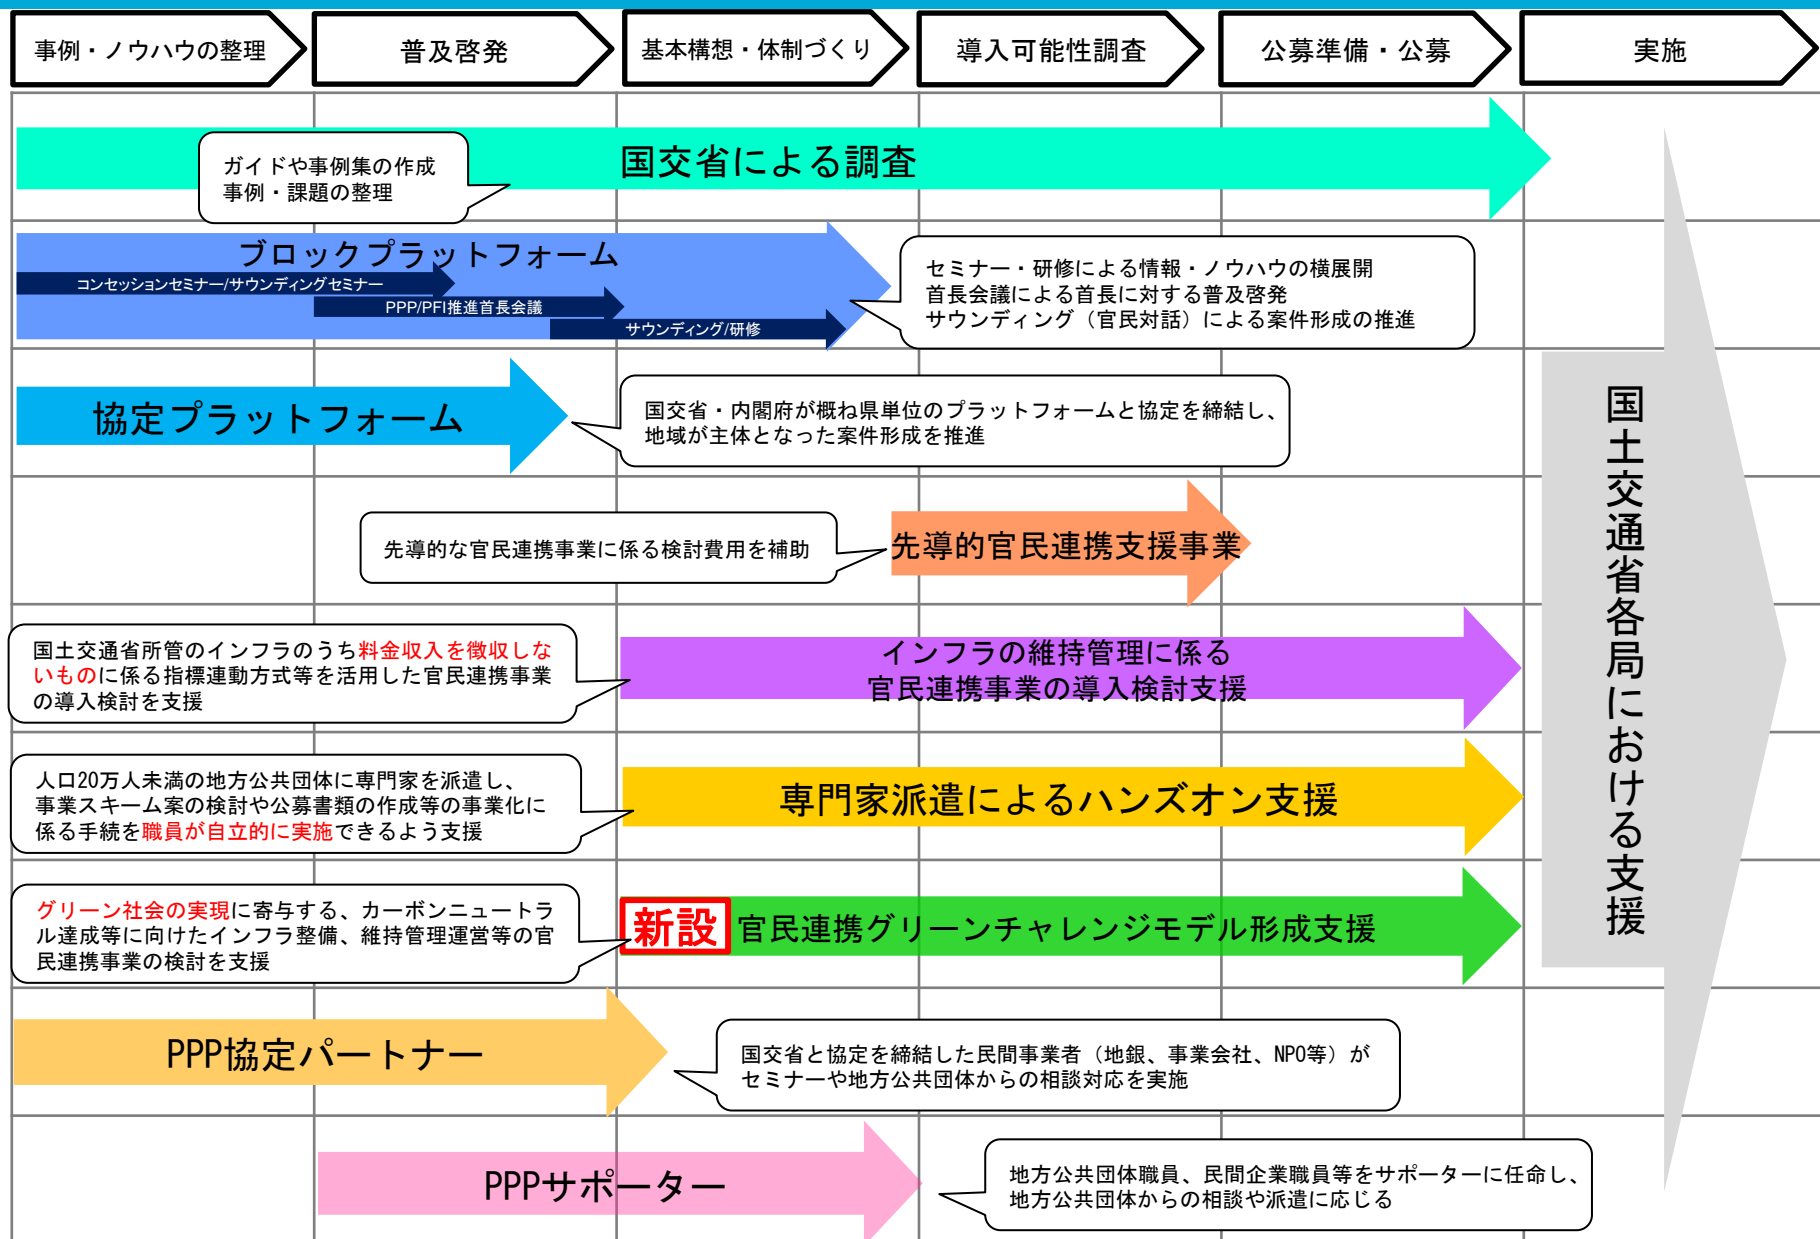 事例・ノウハウの整理
普及啓発
基本構想・体制づくり
導入可能性調査
公募準備・公募
実施
国交省による調査
ガイドや事例集の作成
事例・課題の整理
ブロックプラットフォーム
コンセッションセミナー/サウンディングセミナー
PPP/PFI推進首長会議
サウンディング/研修
セミナー・研修による情報・ノウハウの横展開
首長会議による首長に対する普及啓発
サウンディング（官民対話）による案件形成の推進
協定プラットフォーム
国交省・内閣府が概ね県単位のプラットフォームと協定を締結し、
地域が主体となった案件形成を推進
先導的な官民連携事業に係る検討費用を補助
先導的官民連携支援事業
国土交通省所管のインフラのうち料金収入を徴収しな
いものに係る指標連動方式等を活用した官民連携事業
の導入検討を支援
インフラの維持管理に係る
官民連携事業の導入検討支援
人口20万人未満の地方公共団体に専門家を派遣し、
事業スキーム案の検討や公募書類の作成等の事業化に
係る手続を職員が自立的に実施できるよう支援
専門家派遣によるハンズオン支援
グリーン社会の実現に寄与する、カーボンニュートラ
ル達成等に向けたインフラ整備、維持管理運営等の官
民連携事業の検討を支援
新設
官民連携グリーンチャレンジモデル形成支援
PPP協定パートナー
国交省と協定を締結した民間事業者（地銀、事業会社、NPO等）が
セミナーや地方公共団体からの相談対応を実施
PPPサポーター
地方公共団体職員、民間企業職員等をサポーターに任命し、
地方公共団体からの相談や派遣に応じる
国土交通省各局における支援